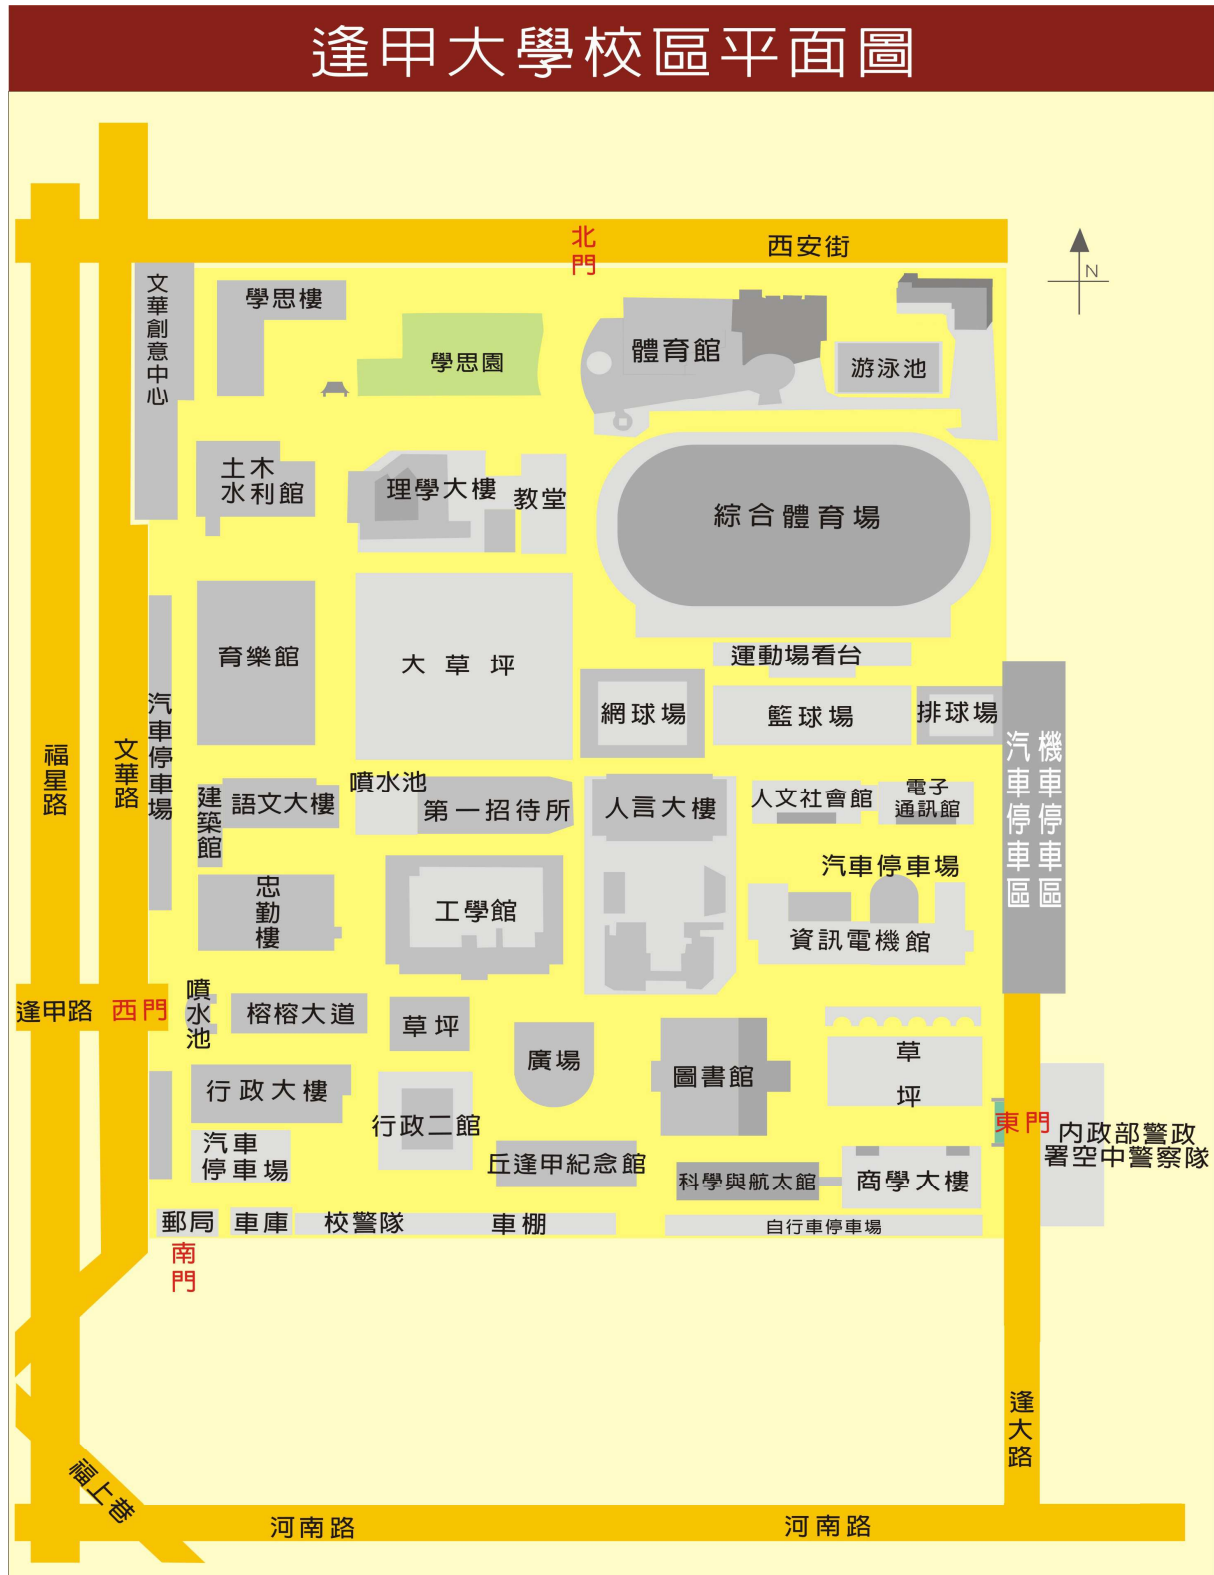 逢甲大學校區平面圖
北門
西安街
N
文華創意中心
學思樓
學思園
體育館
游泳池
土木
水利館
理學大樓
教堂
綜合體育場
育樂館
大草坪
運動場看台
網球場
籃球場
排球場
汽車停車場
福星路
文華路
汽車停車區
機車停車區
噴水池
建築館
語文大樓
第一招待所
人言大樓
人文社會館
電子
通訊館
汽車停車場
忠勤樓
工學館
資訊電機館
逢甲路
西門
噴水池
榕榕大道
草坪
廣場
圖書館
草坪
行政大樓
行政二館
東門
內政部警政
署空中警察隊
汽車
停車場
丘逢甲紀念館
科學與航太館
商學大樓
郵局
車庫
校警隊
車棚
自行車停車場
南門
逢大路
福上巷
河南路
河南路